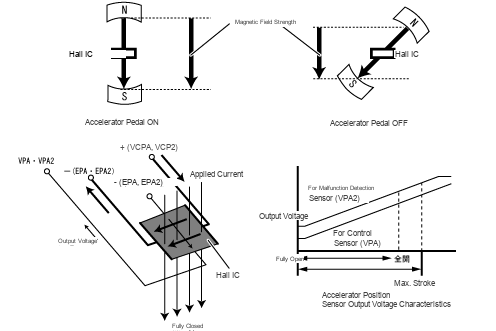 N
Magnetic Field Strength
N
Hall IC
Hall IC
S
S
Accelerator Pedal ON
Accelerator Pedal OFF
+ (VCPA, VCP2)
VPA・VPA2
－(EPA・EPA2)
- (EPA, EPA2)
Applied Current
Output Voltage
Hall IC
Fully Closed
For Malfunction Detection
Sensor (VPA2)
Output Voltage
For Control
Sensor (VPA)
Fully Open
全開
Max. Stroke
Accelerator Position
Sensor Output Voltage Characteristics